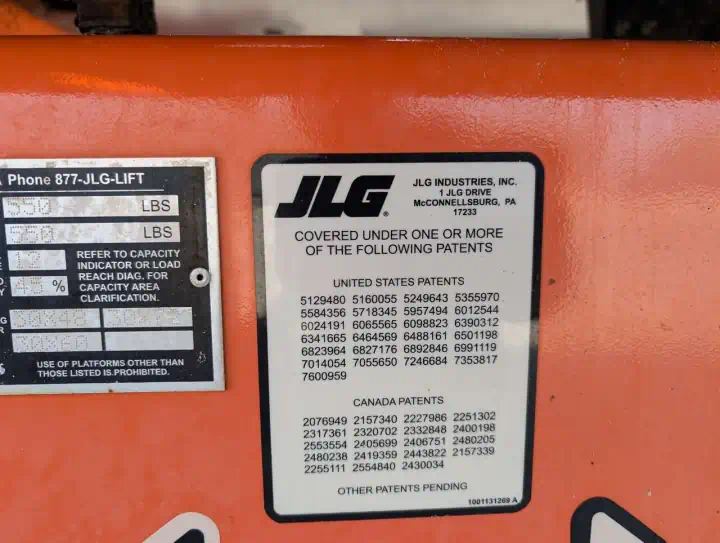 A Phone 877-JLG-LIFT
550 LBS
550 LBS
REFER TO CAPACITY
INDICATOR OR LOAD
REACH DIAG. FOR
CAPACITY AREA
CLARIFICATION.
45 %
USE OF PLATFORMS OTHER THAN
THOSE LISTED IS PROHIBITED.
JLG®
JLG INDUSTRIES, INC.
1 JLG DRIVE
McCONNELLSBURG, PA
17233
COVERED UNDER ONE OR MORE
OF THE FOLLOWING PATENTS
UNITED STATES PATENTS
5129480 5160055 5249643 5355970
5584356 5718345 5957494 6012544
6024191 6065565 6098823 6390312
6341665 6464569 6488161 6501198
6823964 6827176 6892846 6991119
7014054 7055650 7246684 7353817
7600959
CANADA PATENTS
2076949 2157340 2227986 2251302
2317361 2320702 2332848 2400198
2553554 2405699 2406751 2480205
2480238 2419359 2443822 2157339
2255111 2554840 2430034
OTHER PATENTS PENDING
1001131269 A